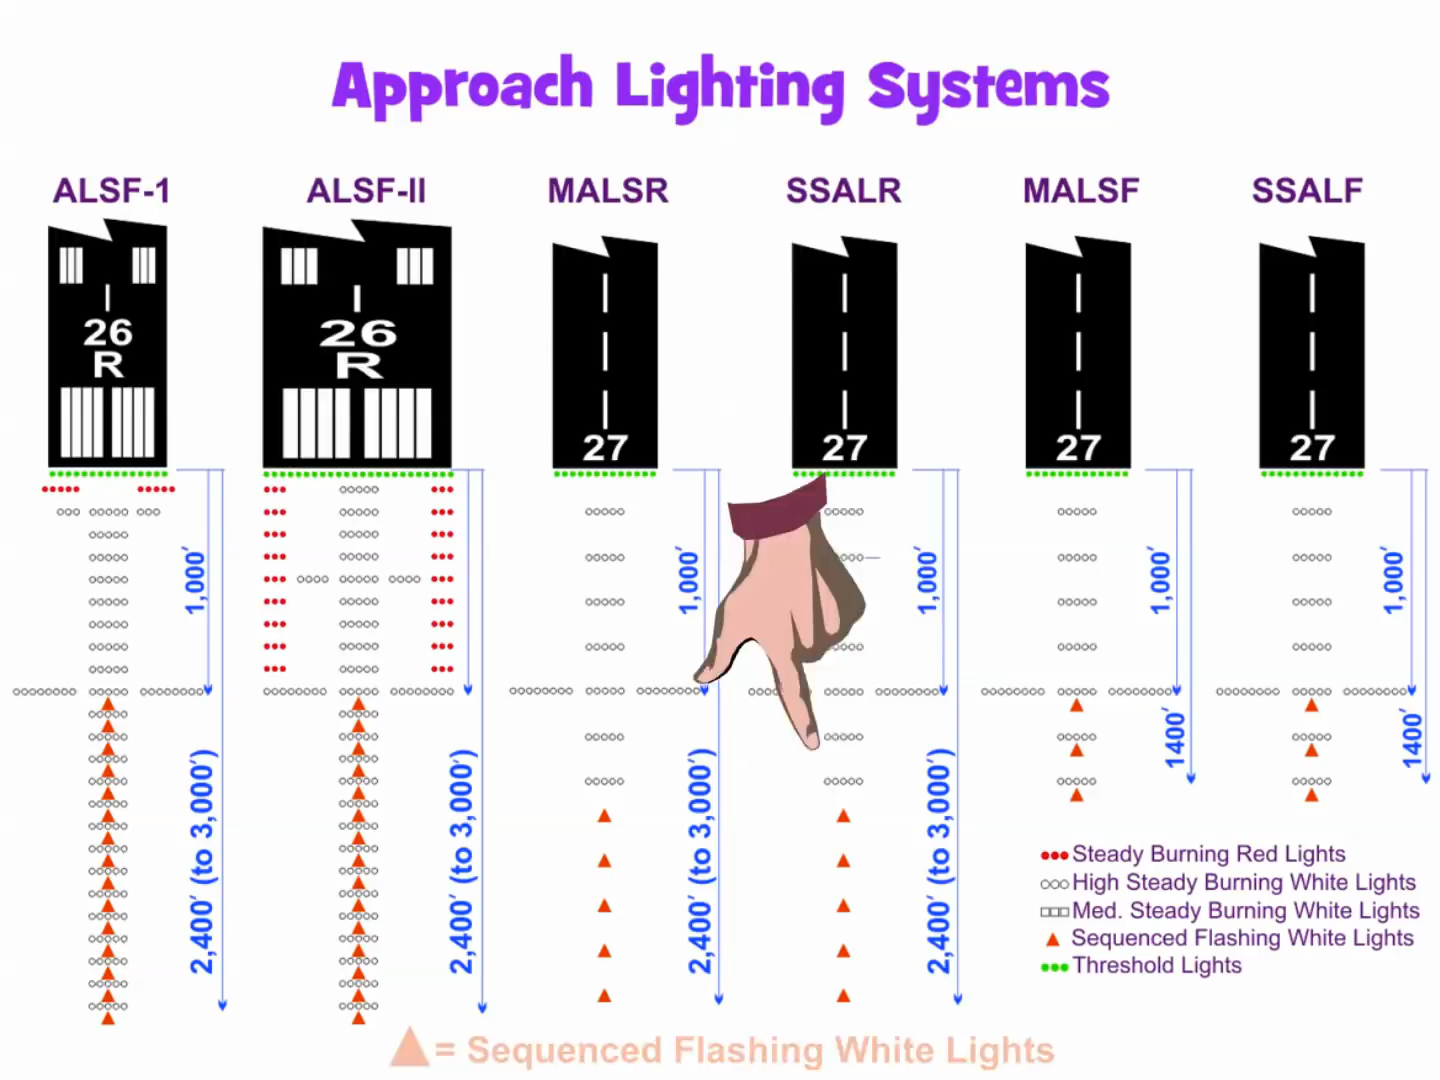 Approach Lighting Systems
ALSF-1
ALSF-II
MALSR
SSALR
MALSF
SSALF
26
R
26
R
27
27
27
27
1,000′
1,000′
1,000′
1,000′
1,000′
2,400′ (to 3,000′)
2,400′ (to 3,000′)
2,400′ (to 3,000′)
2,400′ (to 3,000′)
1400′
1400′
Steady Burning Red Lights
High Steady Burning White Lights
Med. Steady Burning White Lights
Sequenced Flashing White Lights
Threshold Lights
= Sequenced Flashing White Lights